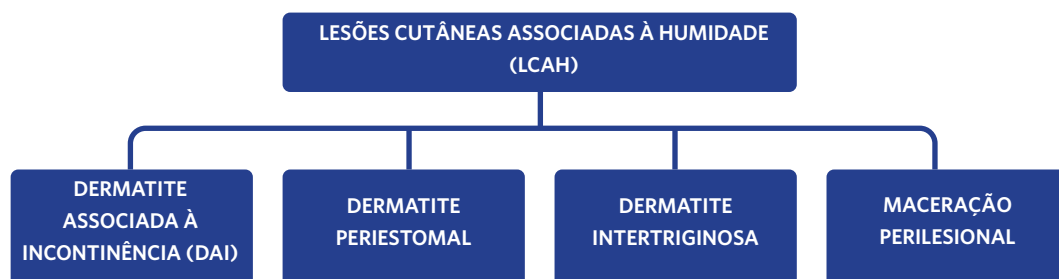 LESÕES CUTÂNEAS ASSOCIADAS À HUMIDADE
(LCAH)
DERMATITE
ASSOCIADA À
INCONTINÊNCIA (DAI)
DERMATITE
PERIESTOMAL
DERMATITE
INTERTRIGINOSA
MACERAÇÃO
PERILESIONAL